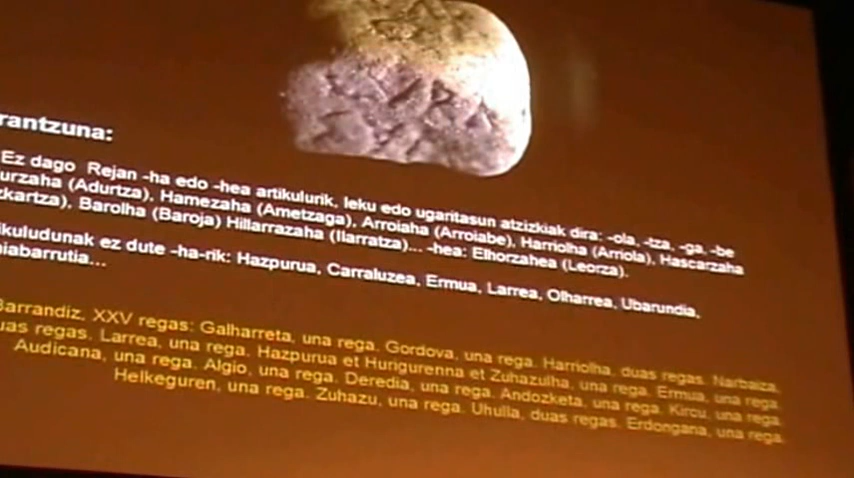 rantzuna:
Ez dago Rejan -ha edo -hea artikulurik, leku edo ugaritasun atzizkiak dira: -ola, -tza, -ga, -be
urzaha (Adurtza), Hamezaha (Ametzaga), Arroiaha (Arroiabe), Harriolha (Arriola), Hascarzaha
zkartza), Barolha (Baroja) Hillarrazaha (Ilarratza)... -hea: Elhorzahea (Leorza).
ikuludunak ez dute -ha-rik: Hazpurua, Carraluzea, Ermua, Larrea, Olharrea, Ubarundia,
niabarrutia...
Barrandiz, XXV regas: Galharreta, una rega. Gordova, una rega. Harriolha, duas regas. Narbaiza,
uas regas. Larrea, una rega. Hazpurua et Hurigurenna et Zuhazulha, una rega. Ermua, una rega.
Audicana, una rega. Algio, una rega. Deredia, una rega. Andozketa, una rega. Kircu, una rega.
Helkeguren, una rega. Zuhazu, una rega. Uhulla, duas regas. Erdongana, una rega.